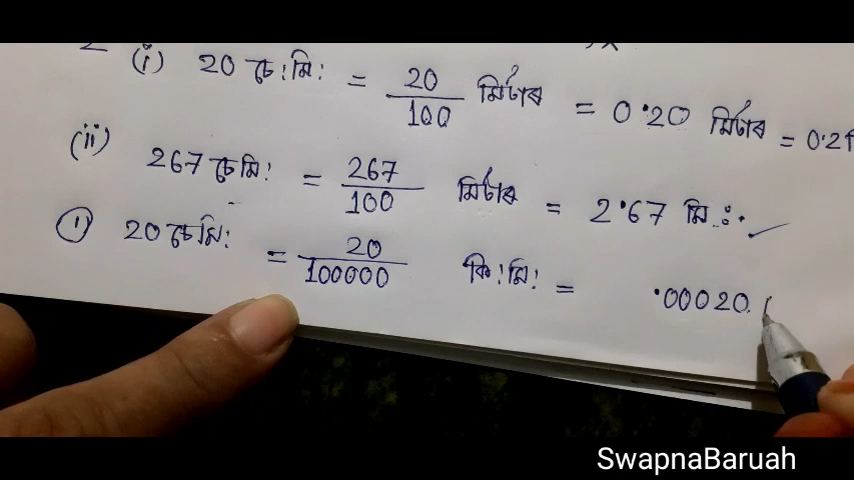 (i) 20 চে:মি: = 20/100 মিটাৰ = 0.20 মিটাৰ = 0.2
(ii) 267 চেমি: = 267/100 মিটাৰ = 2.67 মি:
(i) 20 চেমি: = 20/100000 কি:মি: = .00020
SwapnaBaruah